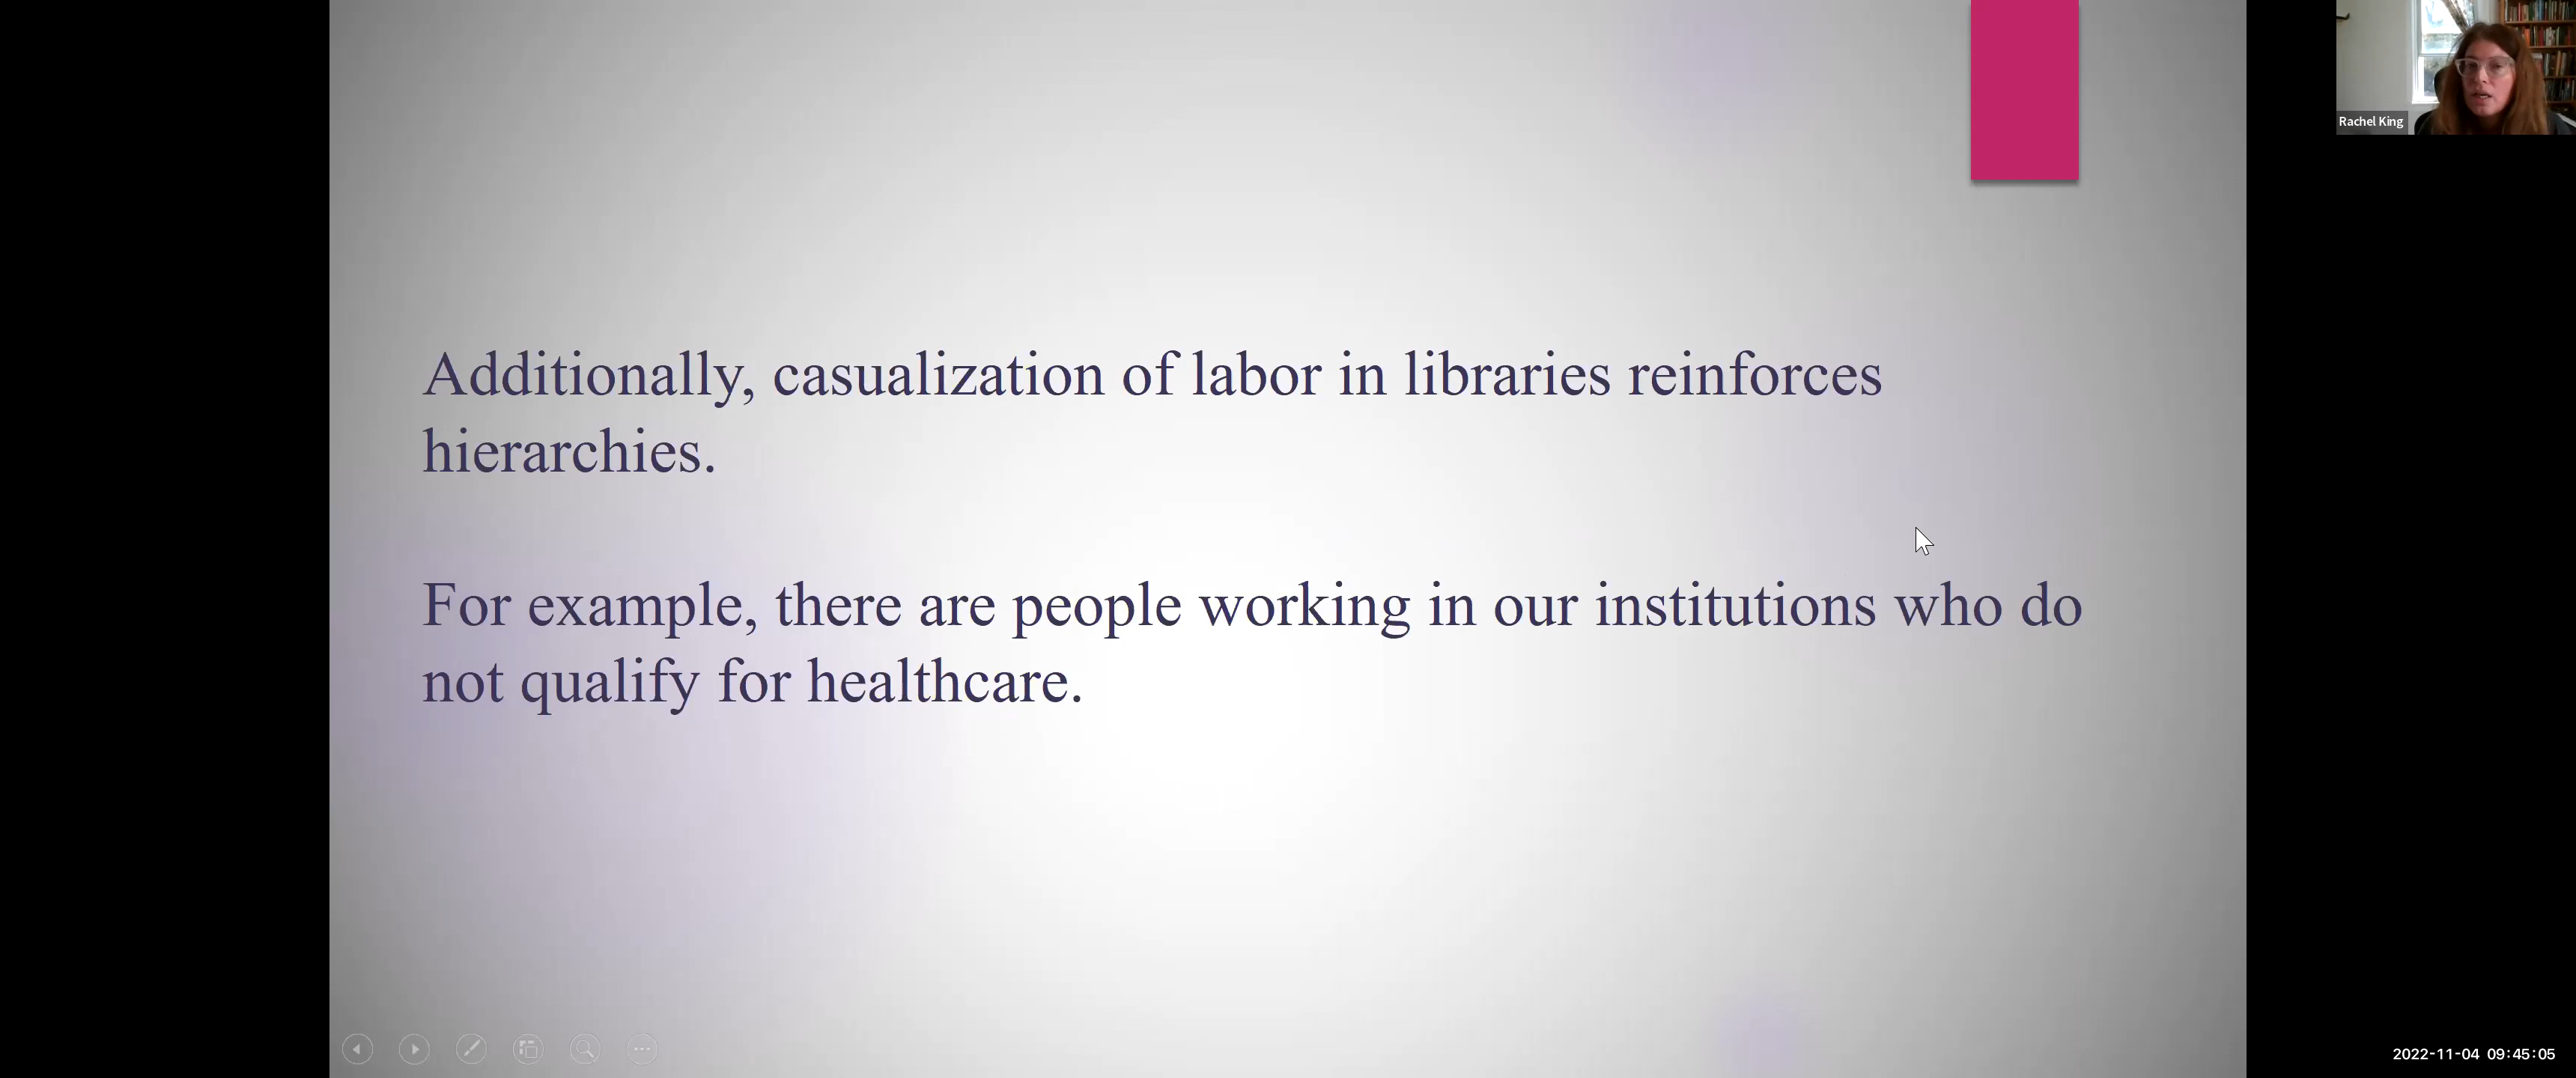 Rachel King
Additionally, casualization of labor in libraries reinforces
hierarchies.
For example, there are people working in our institutions who do
not qualify for healthcare.
2022-11-04 09:45:05